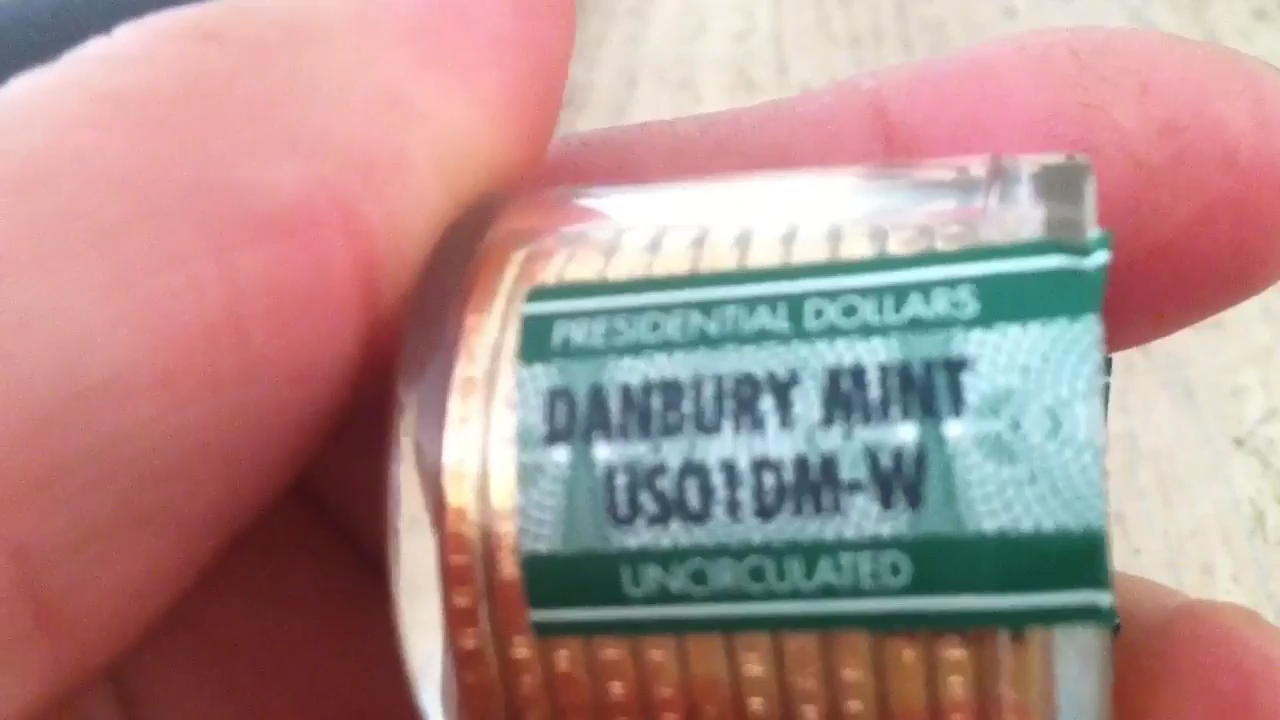 PRESIDENTIAL DOLLARS
DANBURY MINT
US01DM-W
UNCIRCULATED